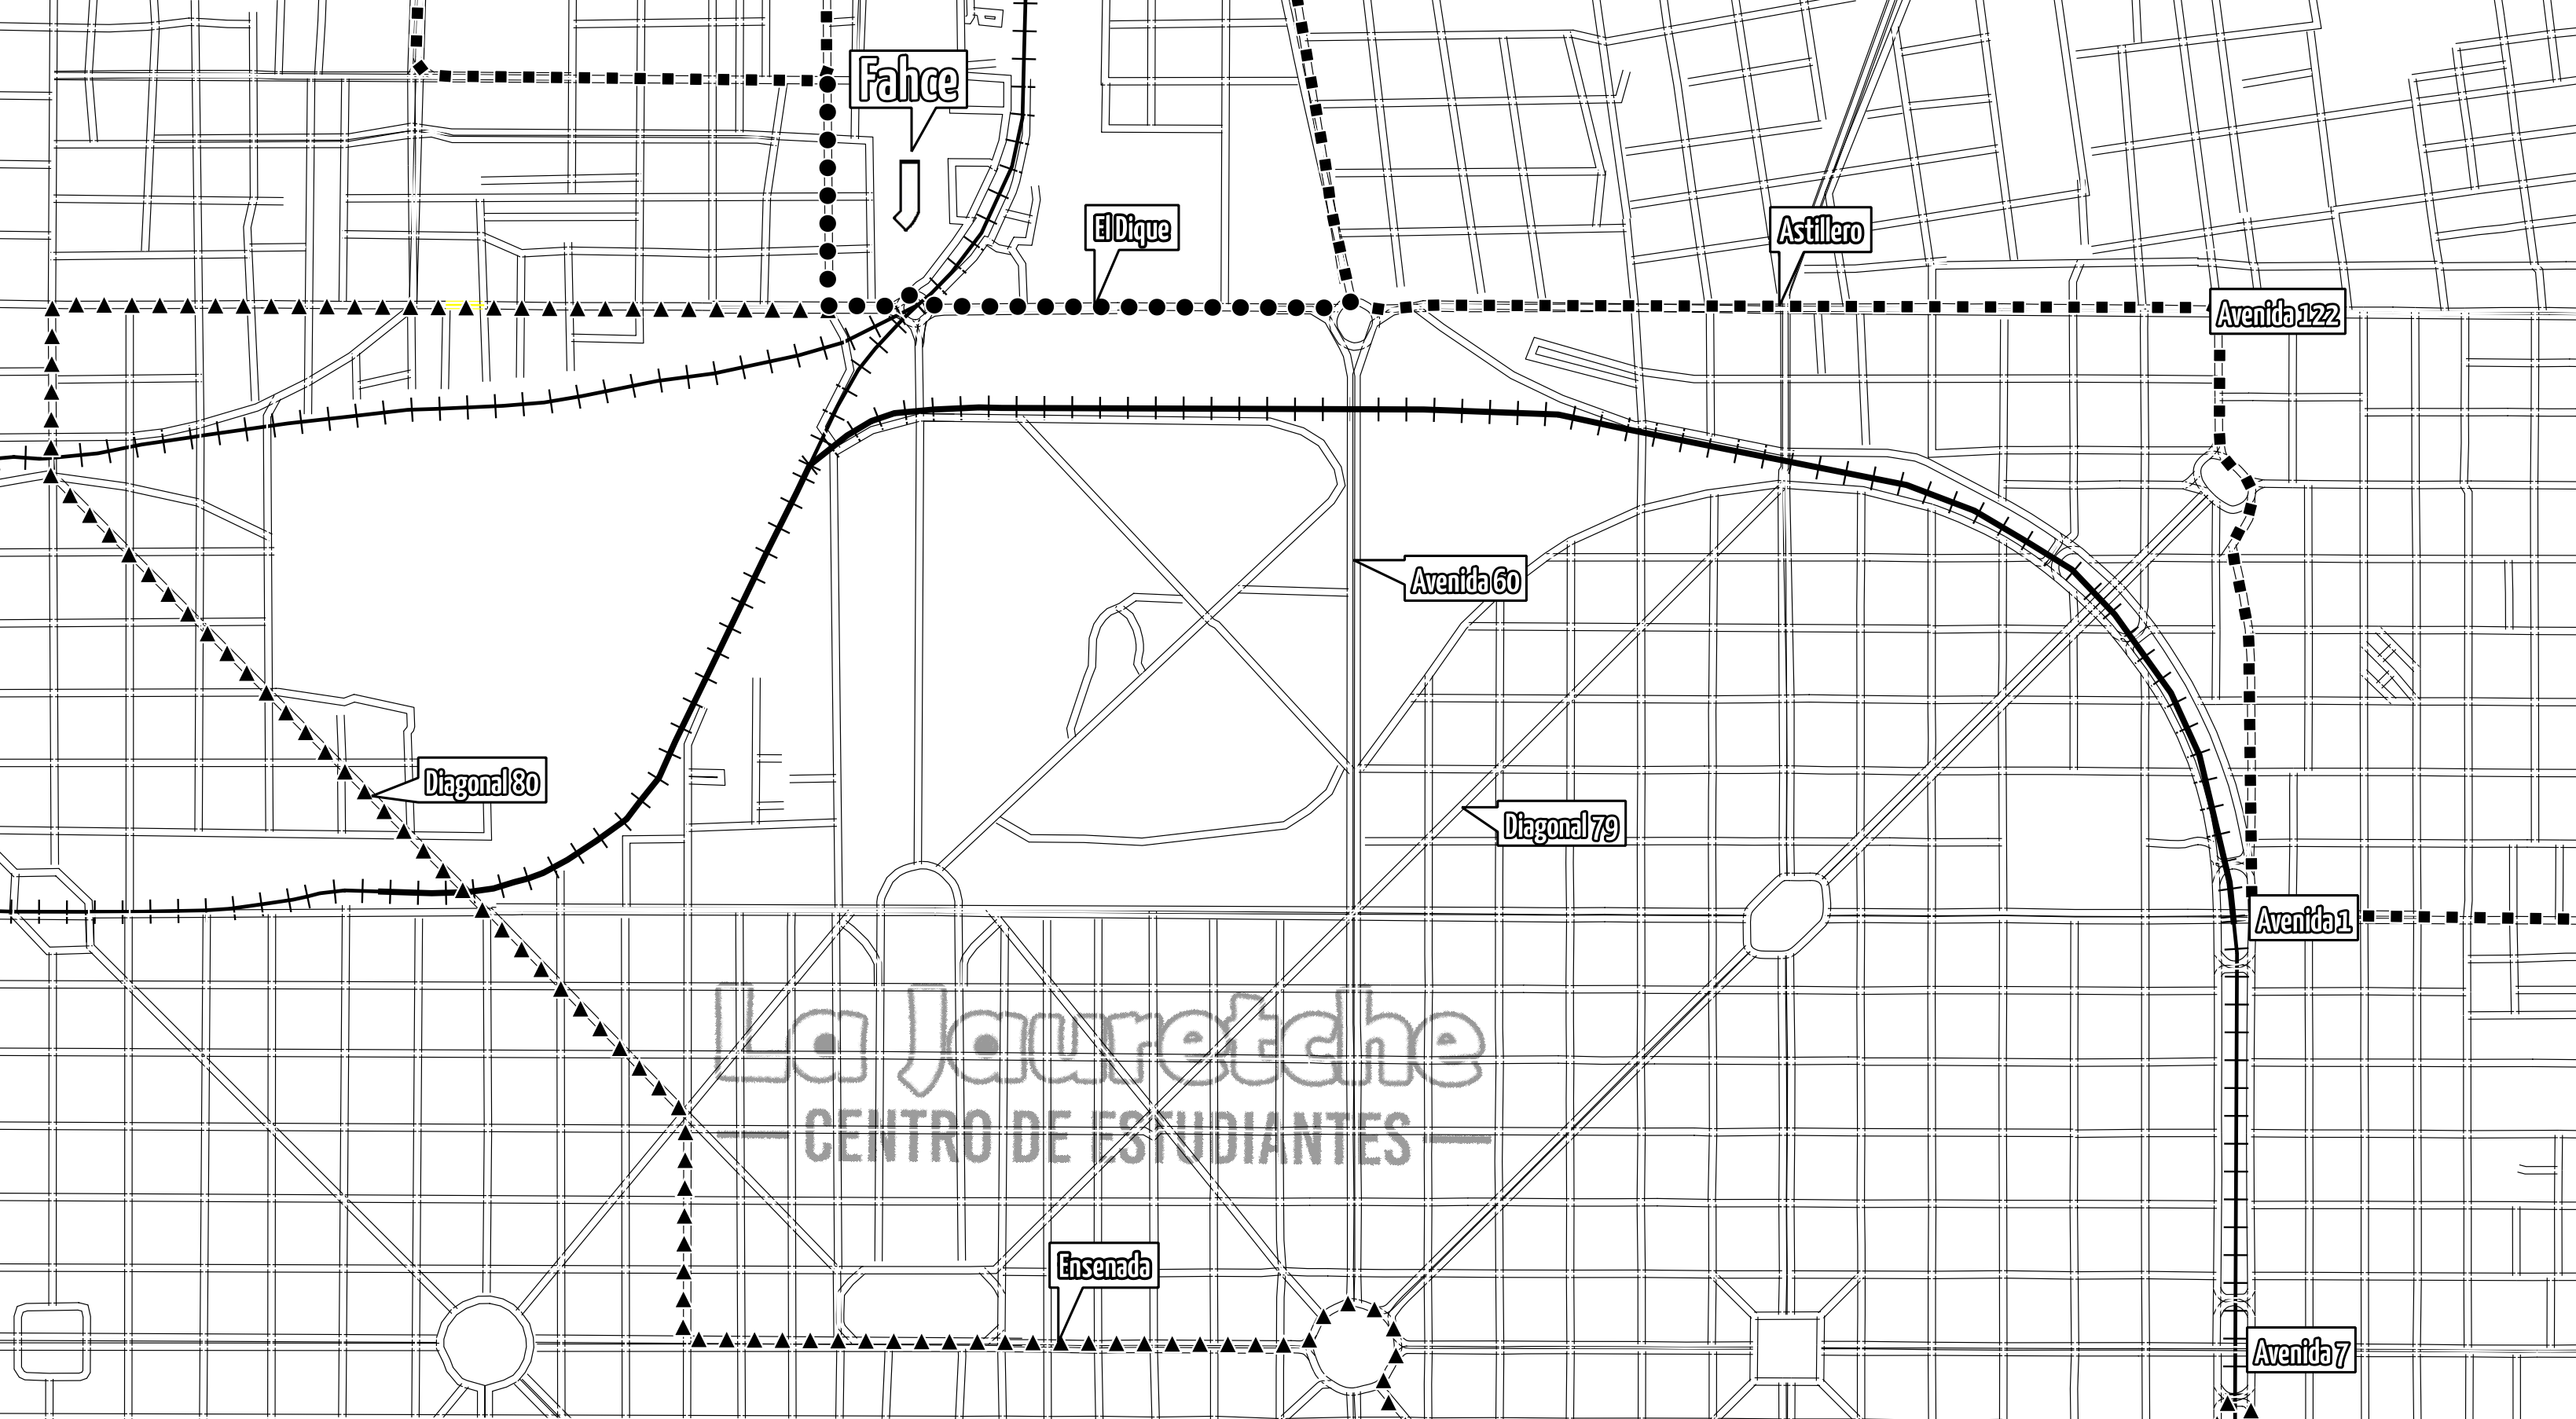 Fahce
El Dique
Astillero
Avenida 122
Avenida 60
Diagonal 80
Diagonal 79
Avenida 1
La Jauretche
CENTRO DE ESTUDIANTES
Ensenada
Avenida 7